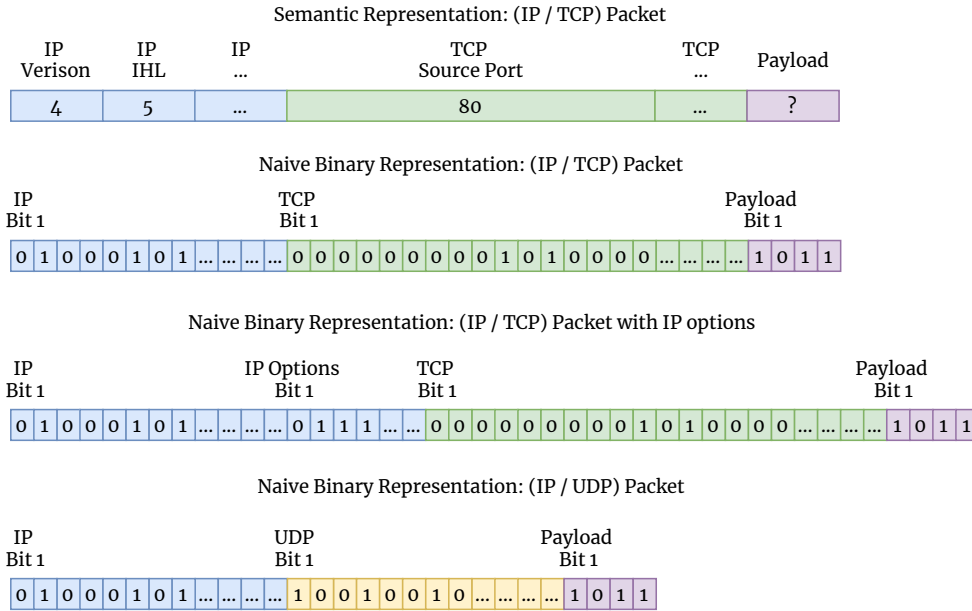 Semantic Representation: (IP / TCP) Packet
IP IP IP TCP TCP Payload
Verison IHL ... Source Port ...
4 5 ... 80 ... ?
Naive Binary Representation: (IP / TCP) Packet
IP TCP Payload
Bit 1 Bit 1 Bit 1
0 1 0 0 0 1 0 1 ... ... ... ... 0 0 0 0 0 0 0 0 0 1 0 1 0 0 0 0 ... ... ... ... 1 0 1 1
Naive Binary Representation: (IP / TCP) Packet with IP options
IP IP Options TCP Payload
Bit 1 Bit 1 Bit 1 Bit 1
0 1 0 0 0 1 0 1 ... ... ... ... 0 1 1 1 ... ... 0 0 0 0 0 0 0 0 0 1 0 1 0 0 0 0 ... ... ... ... 1 0 1 1
Naive Binary Representation: (IP / UDP) Packet
IP UDP Payload
Bit 1 Bit 1 Bit 1
0 1 0 0 0 1 0 1 ... ... ... ... 1 0 0 1 0 0 1 0 ... ... ... ... 1 0 1 1